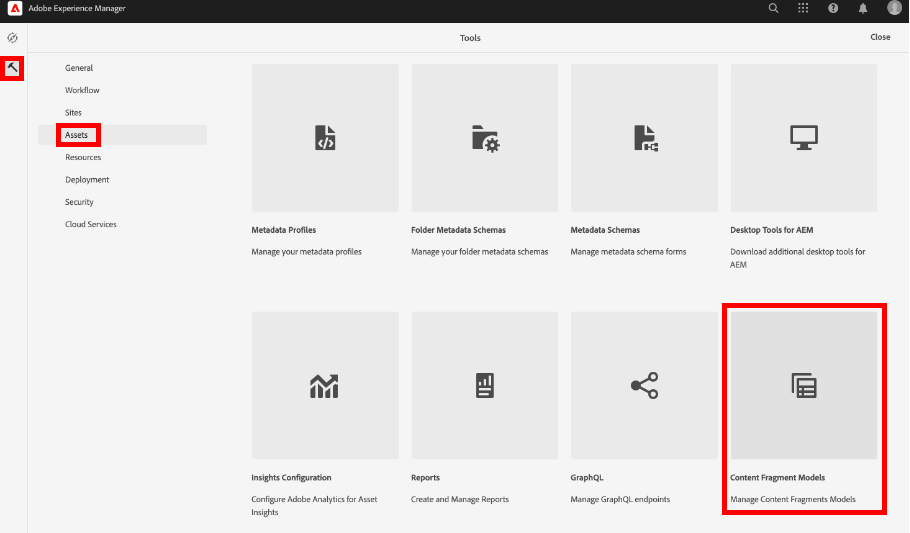 Adobe Experience Manager
Tools
Close
General
Workflow
Sites
Assets
Resources
Deployment
Security
Cloud Services
Metadata Profiles
Manage your metadata profiles
Folder Metadata Schemas
Manage your folder metadata schemas
Metadata Schemas
Manage metadata schema forms
Desktop Tools for AEM
Download additional desktop tools for
AEM
Insights Configuration
Configure Adobe Analytics for Asset
Insights
Reports
Create and Manage Reports
GraphQL
Manage GraphQL endpoints
Content Fragment Models
Manage Content Fragments Models